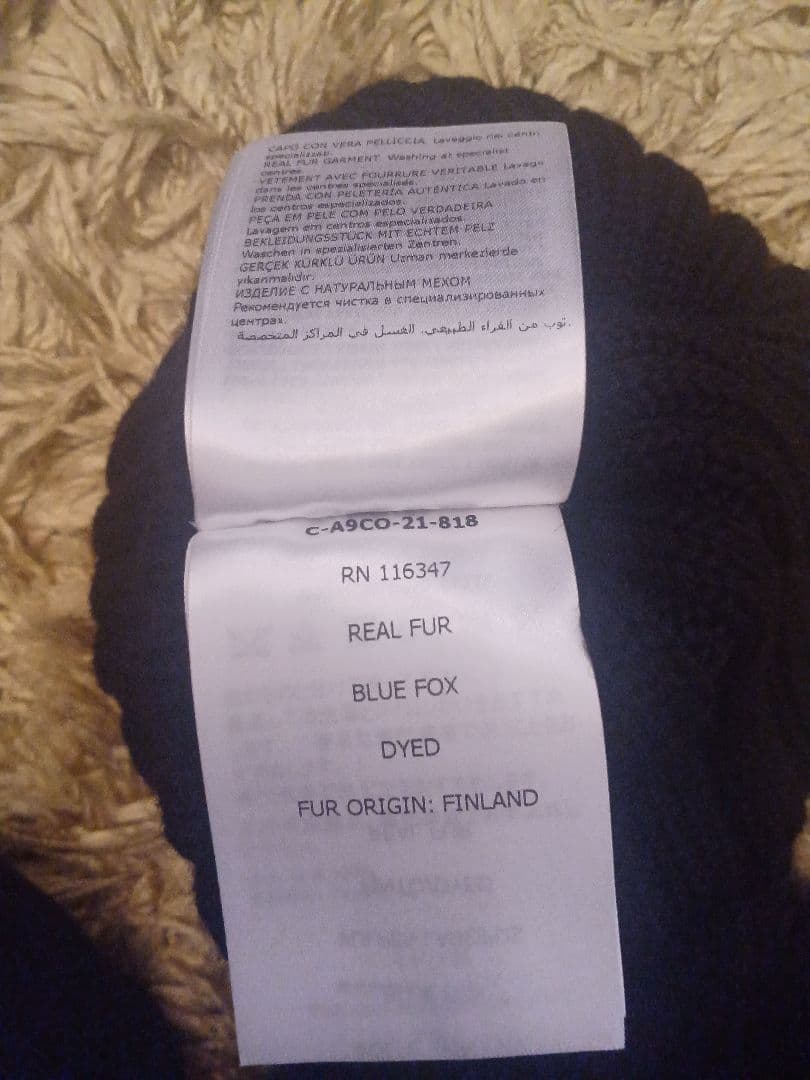 CAPO CON VERA PELLICCIA Lavaggio nei centri
specializzati.
REAL FUR GARMENT Washing at specialist
centres.
VETEMENT AVEC FOURRURE VERITABLE Lavage
dans les centres spécialisés.
PRENDA CON PELETERÍA AUTÉNTICA Lavado en
los centros especializados.
PEÇA EM PELE COM PELO VERDADEIRA
Lavagem em centros especializados.
BEKLEIDUNGSSTÜCK MIT ECHTEM PELZ
Waschen in spezialisierten Zentren.
GERÇEK KÜRKLÜ ÜRÜN Uzman merkezlerde
yıkanmalıdır.
ИЗДЕЛИЕ С НАТУРАЛЬНЫМ МЕХОМ
Рекомендуется чистка в специализированных
центрах.
ثوب من الفراء الطبيعي. الغسل في المراكز المتخصصة.
C-A9CO-21-818
RN 116347
REAL FUR
BLUE FOX
DYED
FUR ORIGIN: FINLAND